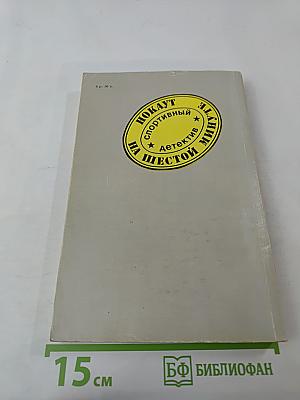 НОКАУТ
НА ШЕСТОЙ МИНУТЕ
СПОРТИВНЫЙ
ДЕТЕКТИВ
15 см
БФ БИБЛИОФАН